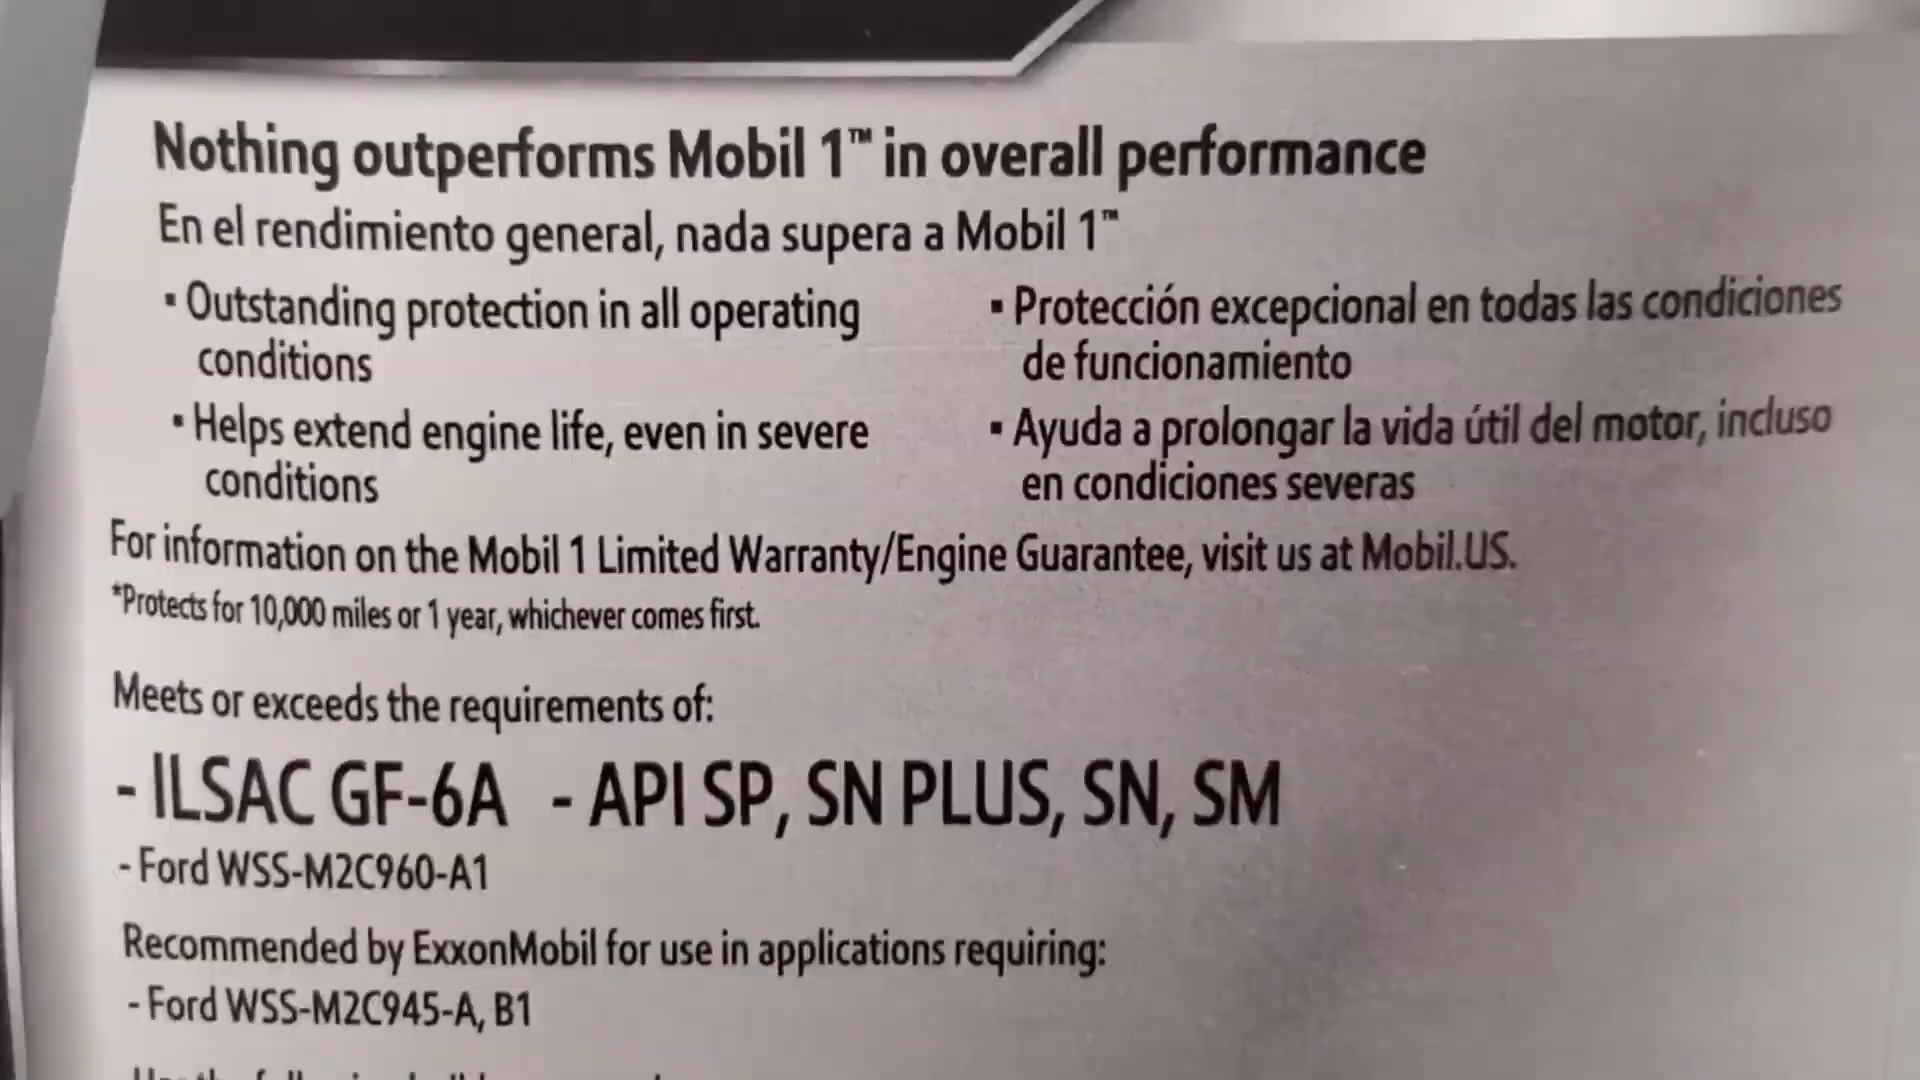 Nothing outperforms Mobil 1™ in overall performance
En el rendimiento general, nada supera a Mobil 1™
▪ Outstanding protection in all operating
conditions
▪ Helps extend engine life, even in severe
conditions
▪ Protección excepcional en todas las condiciones
de funcionamiento
▪ Ayuda a prolongar la vida útil del motor, incluso
en condiciones severas
For information on the Mobil 1 Limited Warranty/Engine Guarantee, visit us at Mobil.US.
*Protects for 10,000 miles or 1 year, whichever comes first.
Meets or exceeds the requirements of:
- ILSAC GF-6A - API SP, SN PLUS, SN, SM
- Ford WSS-M2C960-A1
Recommended by ExxonMobil for use in applications requiring:
- Ford WSS-M2C945-A, B1